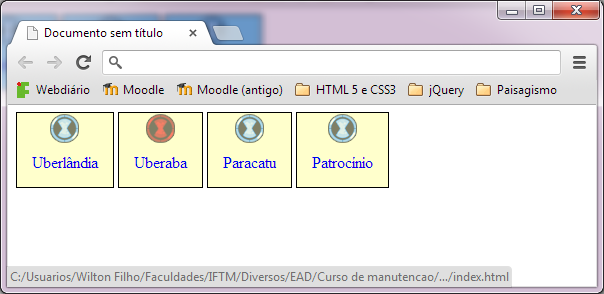 Documento sem título
Webdiário Moodle Moodle (antigo) HTML 5 e CSS3 jQuery Paisagismo
Uberlândia Uberaba Paracatu Patrocinio
C:/Usuarios/Wilton Filho/Faculdades/IFTM/Diversos/EAD/Curso de manutencao/.../index.html